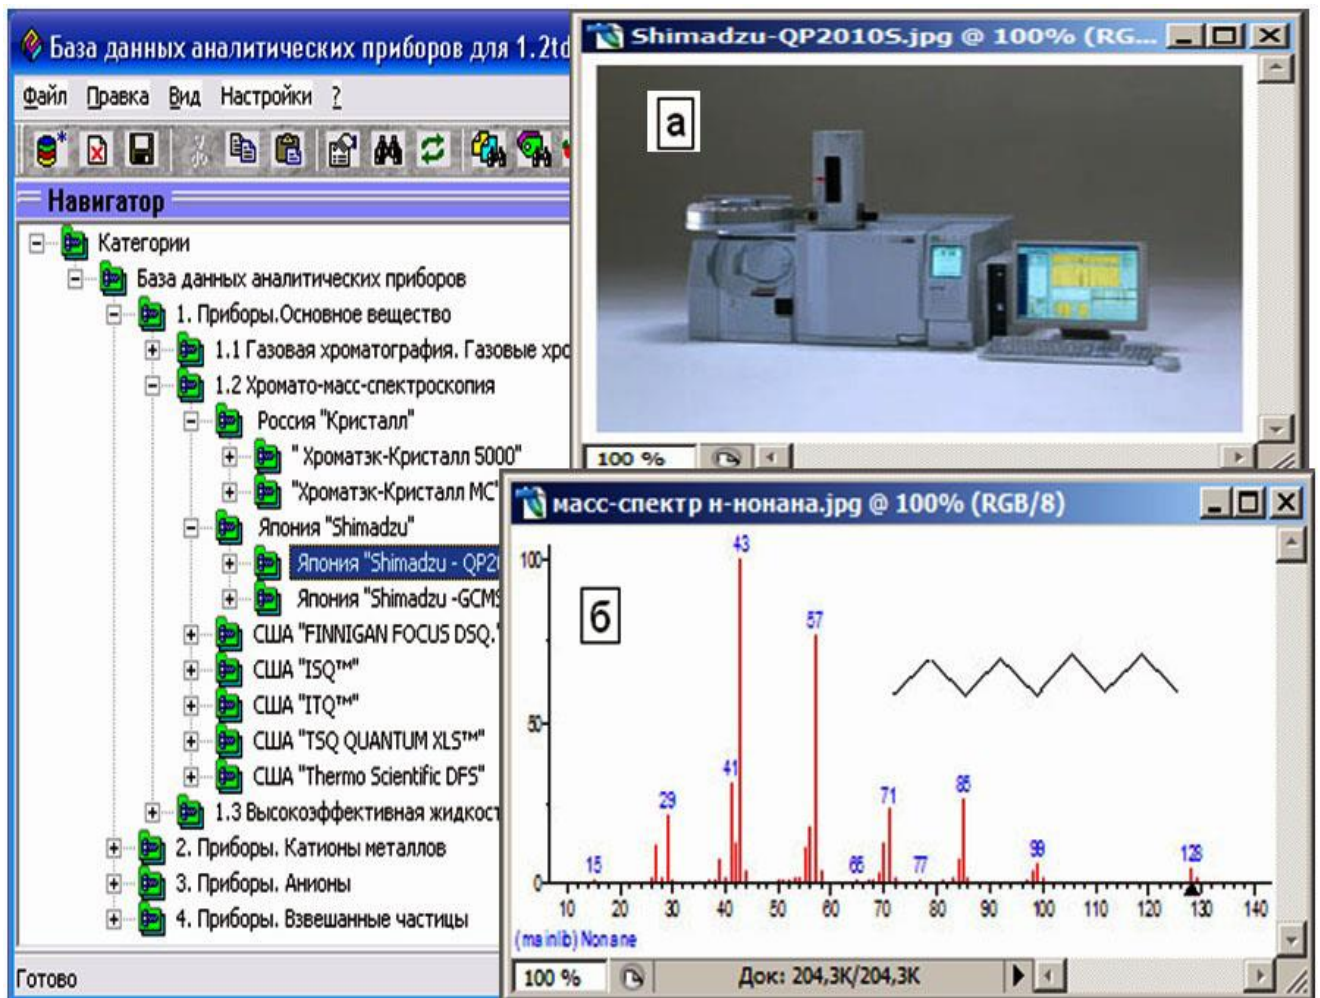 База данных аналитических приборов для 1.2td
Файл Правка Вид Настройки ?
Навигатор
Категории
База данных аналитических приборов
1. Приборы.Основное вещество
1.1 Газовая хроматография. Газовые хро
1.2 Хромато-масс-спектроскопия
Россия "Кристалл"
" Хроматэк-Кристалл 5000"
"Хроматэк-Кристалл МС"
Япония "Shimadzu"
Япония "Shimadzu - QP20
Япония "Shimadzu -GCMS
США "FINNIGAN FOCUS DSQ."
США "ISQ™"
США "ITQ™"
США "TSQ QUANTUM XLS™"
США "Thermo Scientific DFS"
1.3 Высокоэффективная жидкост
2. Приборы. Катионы металлов
3. Приборы. Анионы
4. Приборы. Взвешанные частицы
Готово
Shimadzu-QP2010S.jpg @ 100% (RG...
а
100 %
масс-спектр н-нонана.jpg @ 100% (RGB/8)
б
100
50
0
15
29
41
43
57
65
71
77
85
99
128
10 20 30 40 50 60 70 80 90 100 110 120 130 140
(mainlib) Nonane
100 % Док: 204,3К/204,3К